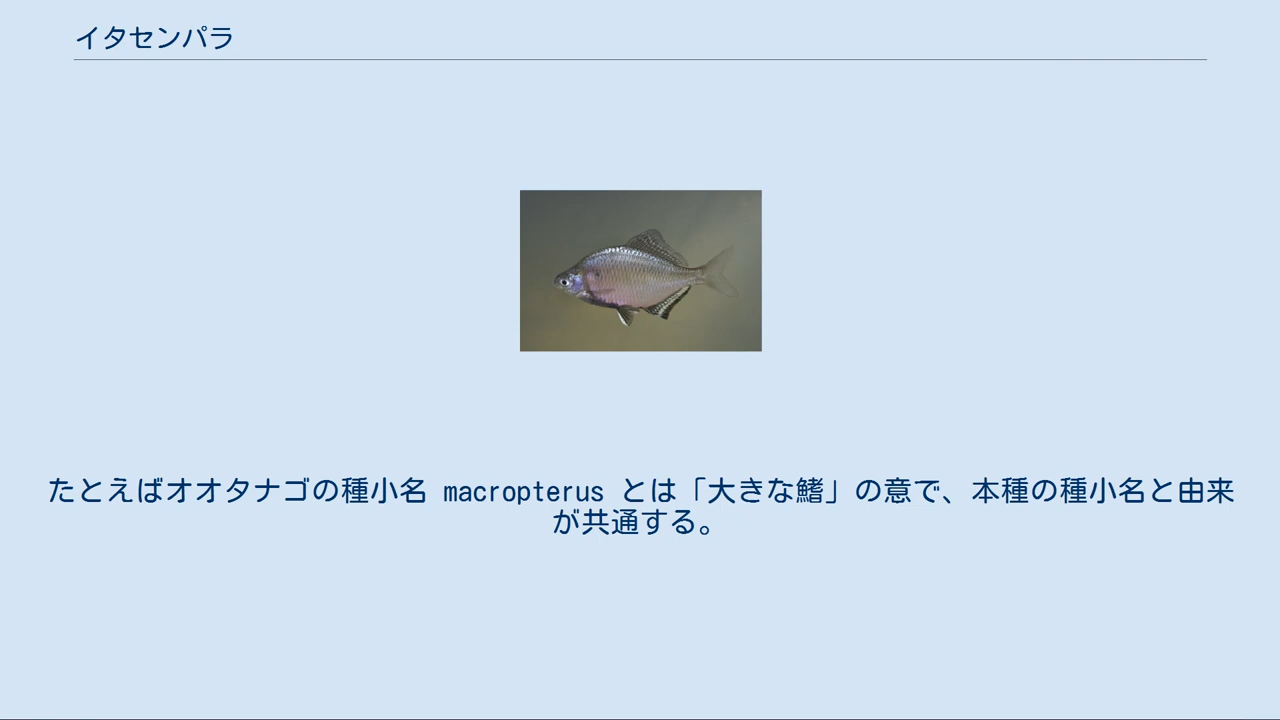 イタセンパラ
たとえばオオタナゴの種小名 macropterus とは「大きな鰭」の意で、本種の種小名と由来
が共通する。